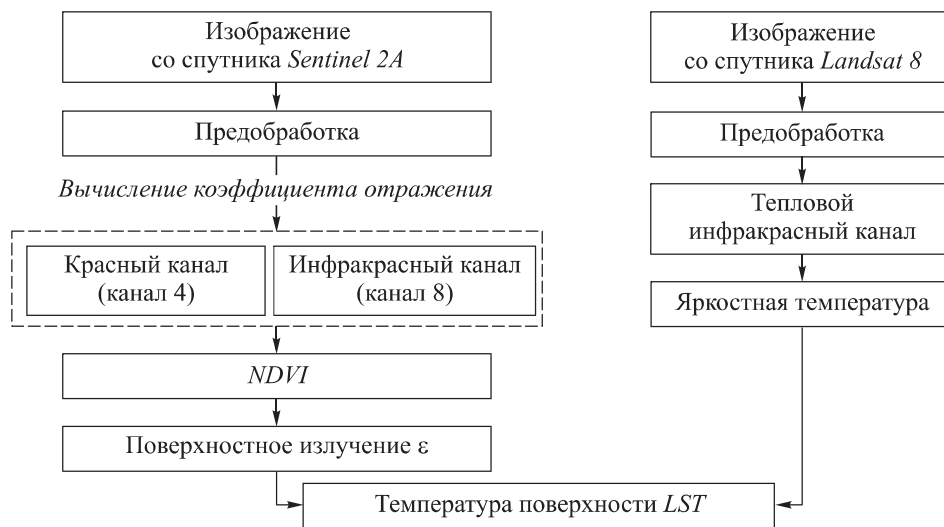 Изображение
со спутника Sentinel 2A
Предобработка
Вычисление коэффициента отражения
Красный канал
(канал 4)
Инфракрасный канал
(канал 8)
NDVI
Поверхностное излучение ε
Изображение
со спутника Landsat 8
Предобработка
Тепловой
инфракрасный канал
Яркостная температура
Температура поверхности LST